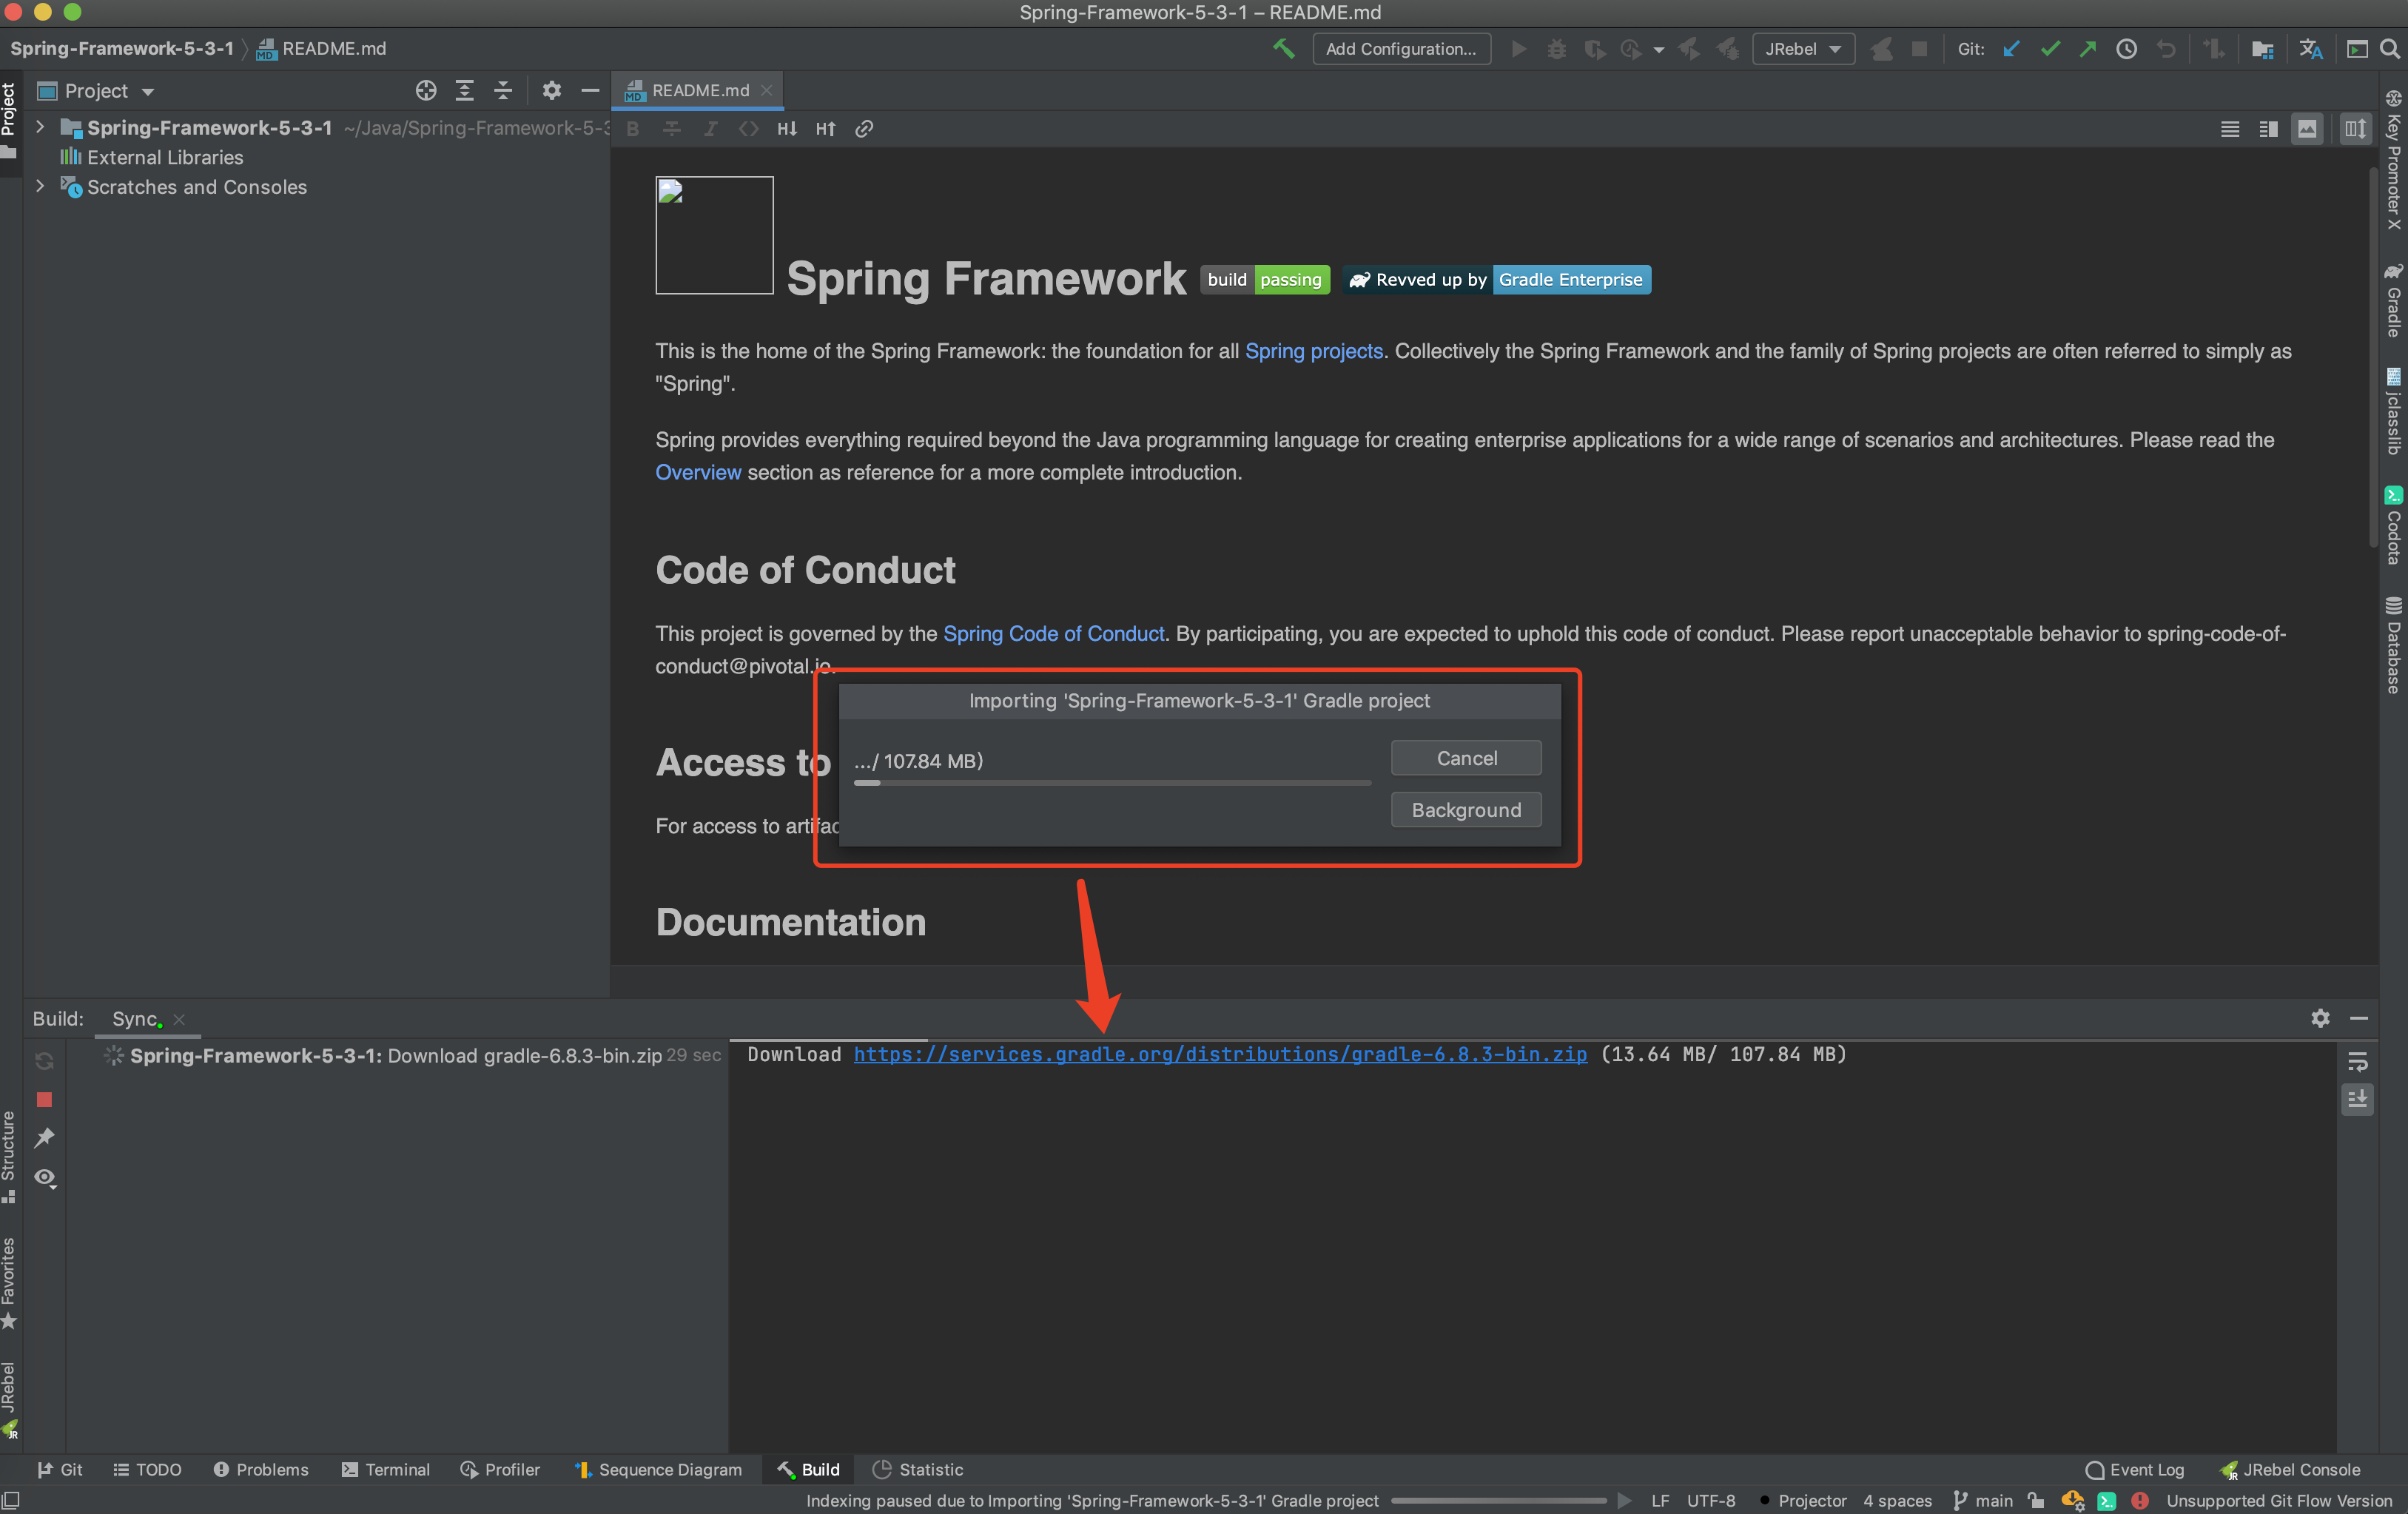 Spring-Framework-5-3-1 – README.md
Spring-Framework-5-3-1
README.md
Add Configuration...
JRebel
Git:
Project
README.md
Spring-Framework-5-3-1 ~/Java/Spring-Framework-5-3
External Libraries
Scratches and Consoles
Project
Structure
Favorites
JRebel
Key Promoter X
Gradle
jclasslib
Codota
Database
Spring Framework
build passing
Revved up by Gradle Enterprise
This is the home of the Spring Framework: the foundation for all Spring projects. Collectively the Spring Framework and the family of Spring projects are often referred to simply as
"Spring".
Spring provides everything required beyond the Java programming language for creating enterprise applications for a wide range of scenarios and architectures. Please read the
Overview section as reference for a more complete introduction.
Code of Conduct
This project is governed by the Spring Code of Conduct. By participating, you are expected to uphold this code of conduct. Please report unacceptable behavior to spring-code-of-
conduct@pivotal.io.
Access to
For access to artifac
Importing 'Spring-Framework-5-3-1' Gradle project
.../ 107.84 MB)
Cancel
Background
Documentation
Build:
Sync
Spring-Framework-5-3-1: Download gradle-6.8.3-bin.zip 29 sec
Download https://services.gradle.org/distributions/gradle-6.8.3-bin.zip (13.64 MB/ 107.84 MB)
Git
TODO
Problems
Terminal
Profiler
Sequence Diagram
Build
Statistic
Event Log
JRebel Console
Indexing paused due to Importing 'Spring-Framework-5-3-1' Gradle project
LF
UTF-8
Projector
4 spaces
main
Unsupported Git Flow Version